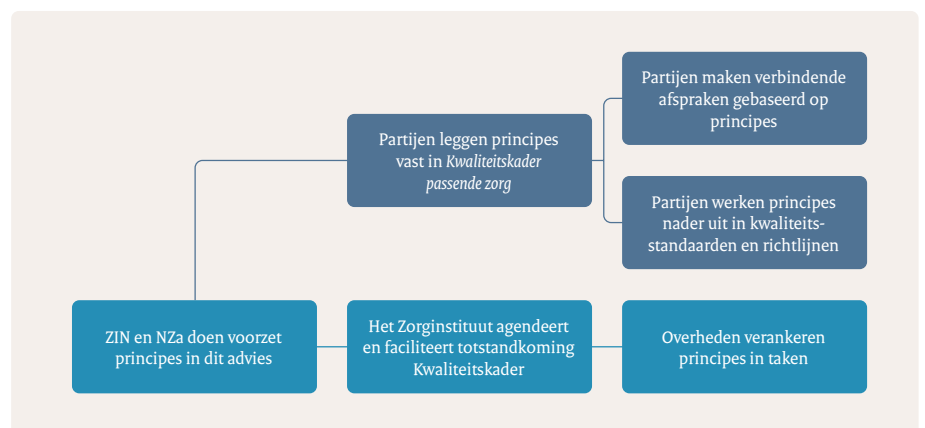 Partijen maken verbindende
afspraken gebaseerd op
principes
Partijen leggen principes
vast in Kwaliteitskader
passende zorg
Partijen werken principes
nader uit in kwaliteits-
standaarden en richtlijnen
ZIN en NZa doen voorzet
principes in dit advies
Het Zorginstituut agendeert
en faciliteert totstandkoming
Kwaliteitskader
Overheden verankeren
principes in taken